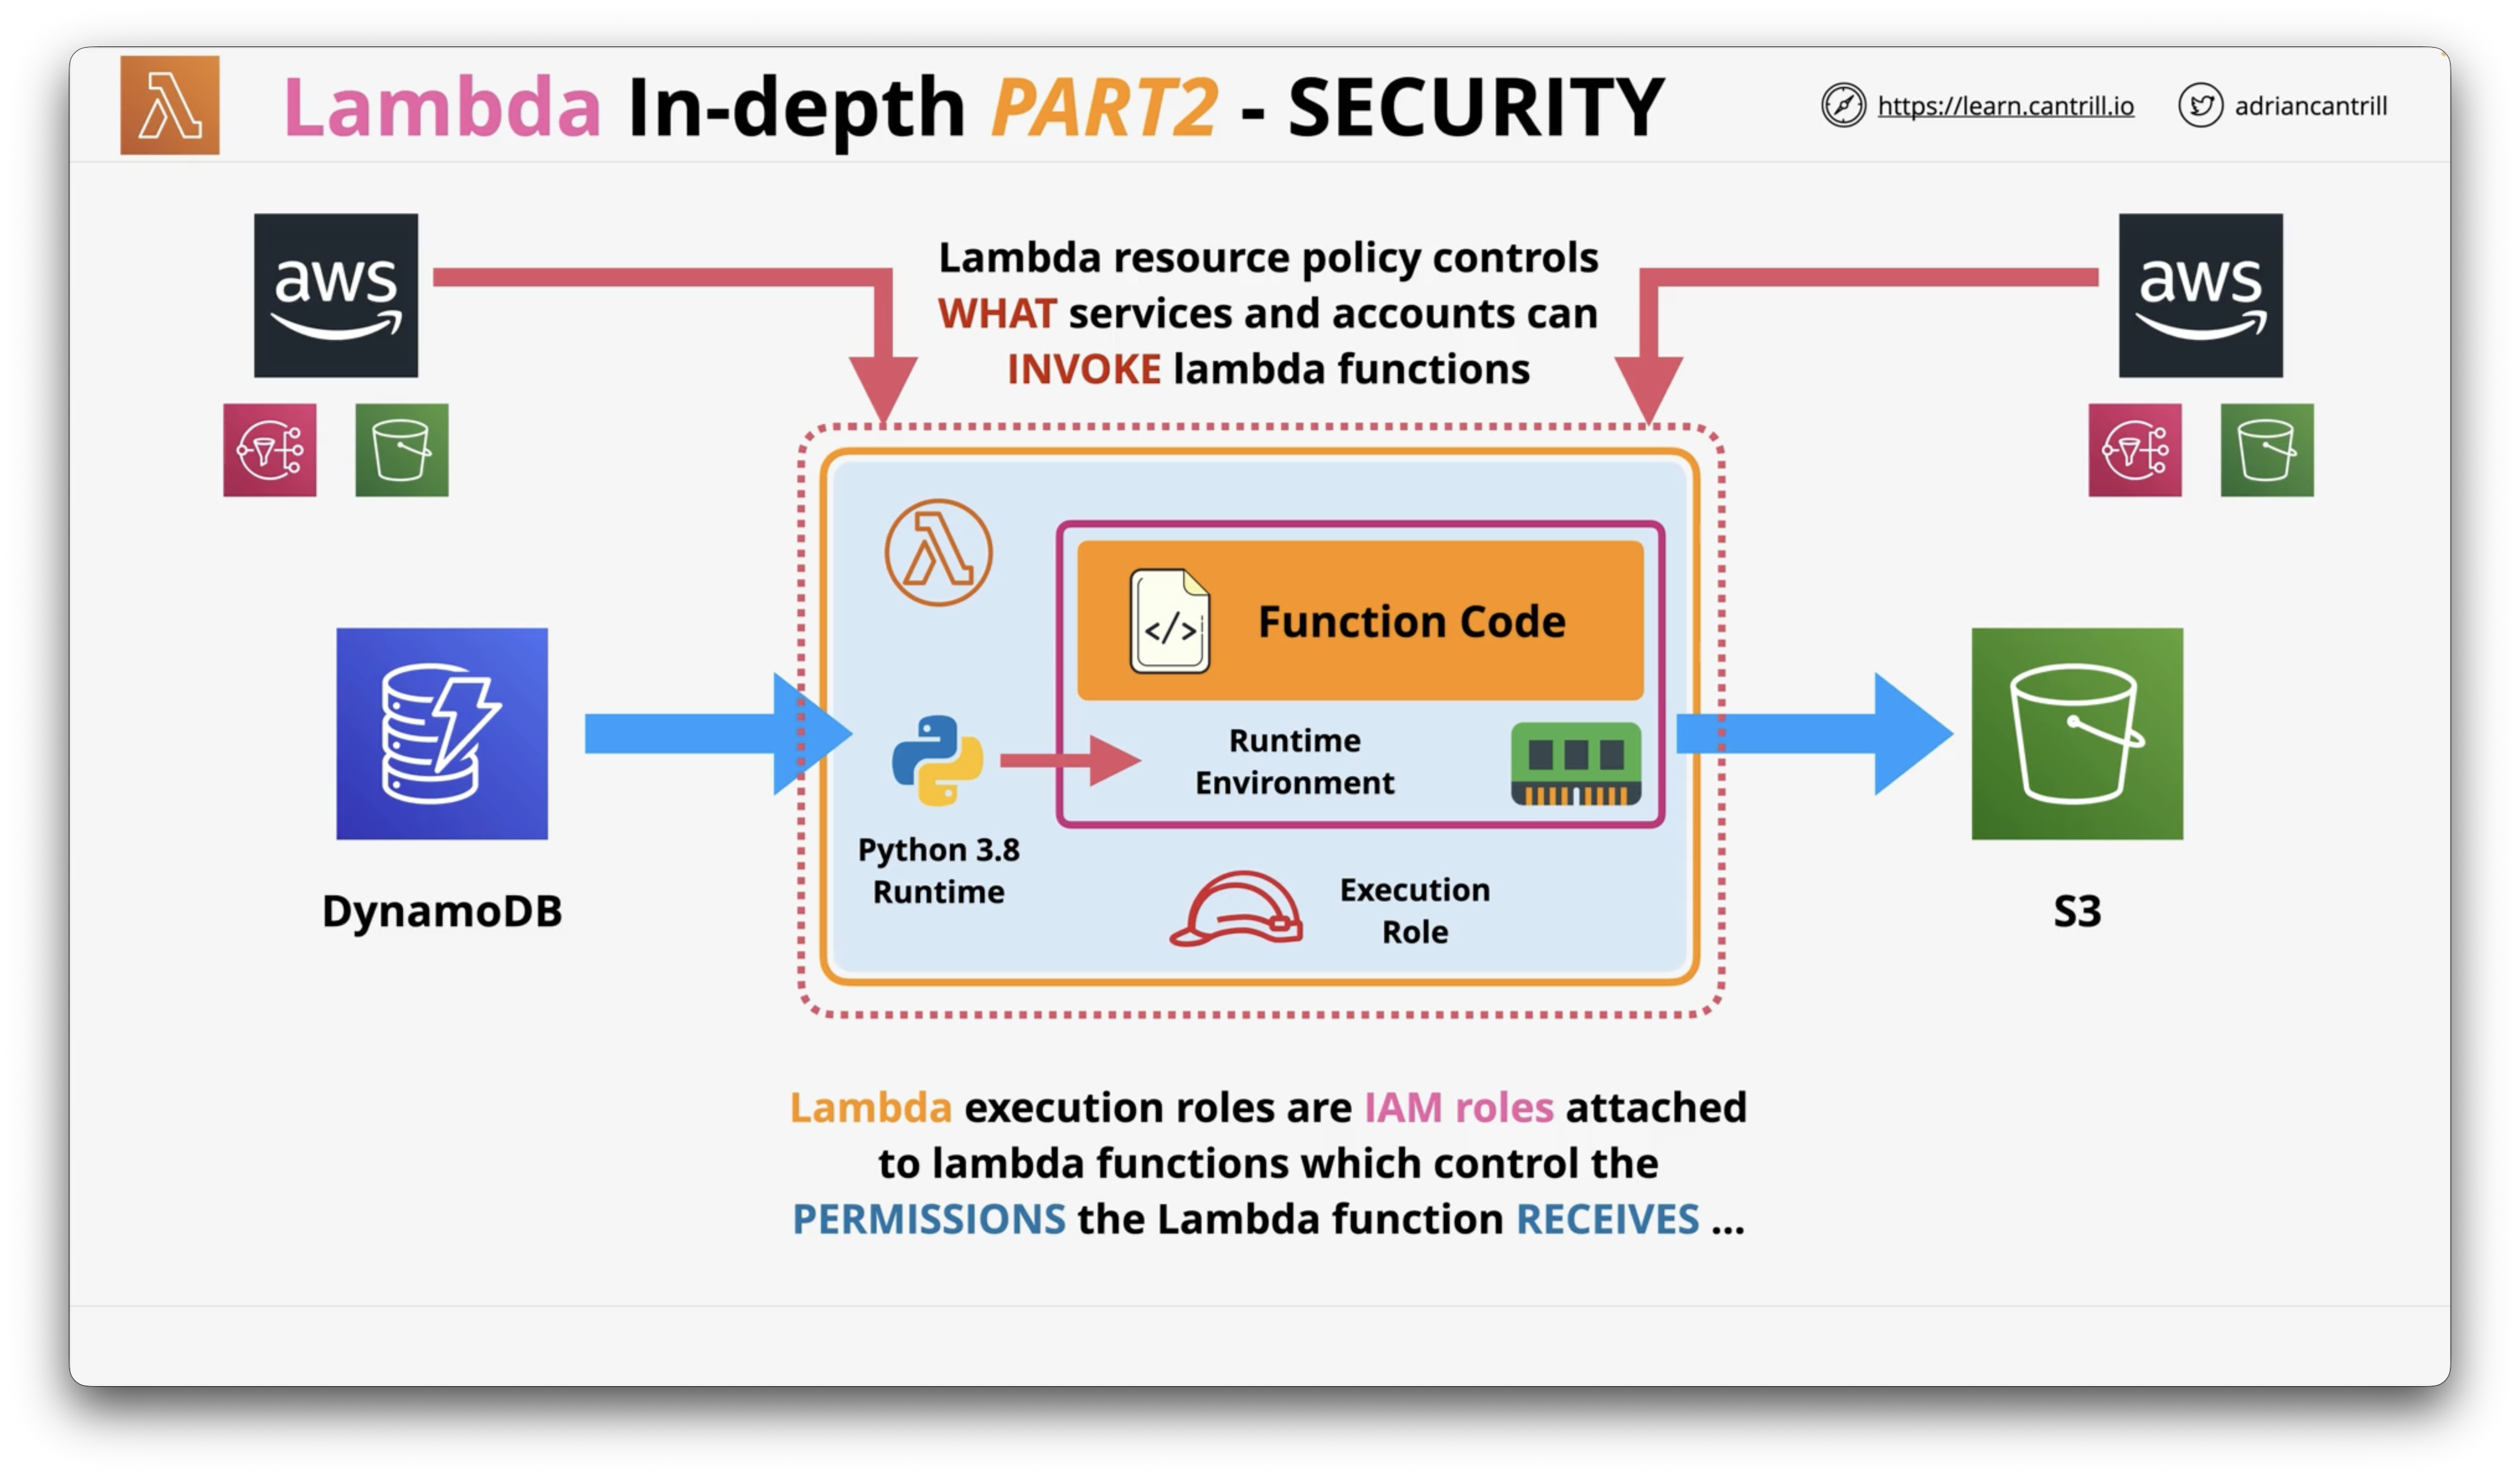 Lambda In-depth PART2 - SECURITY
https://learn.cantrill.io
adriancantrill
aws
Lambda resource policy controls
WHAT services and accounts can
INVOKE lambda functions
aws
</>
Function Code
Runtime
Environment
Python 3.8
Runtime
Execution
Role
DynamoDB
S3
Lambda execution roles are IAM roles attached
to lambda functions which control the
PERMISSIONS the Lambda function RECEIVES ...